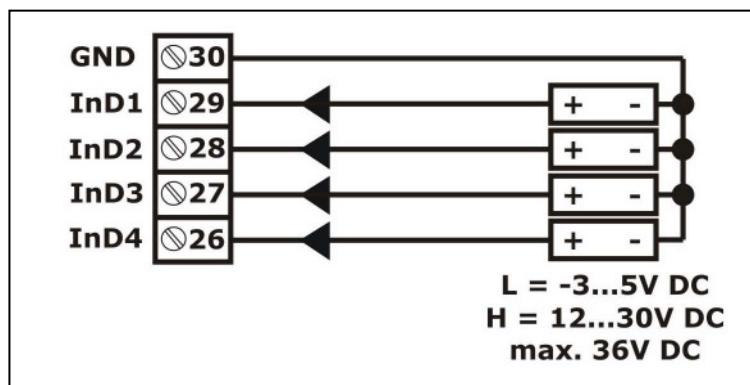 GND 30
InD1 29 + -
InD2 28 + -
InD3 27 + -
InD4 26 + -
L = -3...5V DC
H = 12...30V DC
max. 36V DC